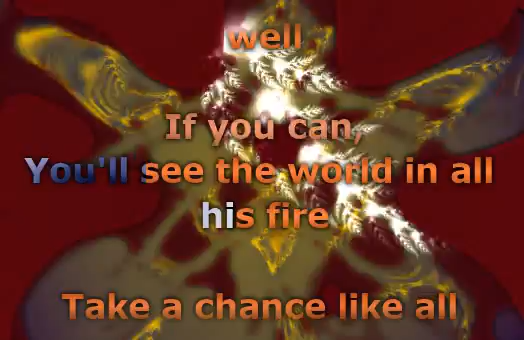 well
If you can,
You'll see the world in all
his fire
Take a chance like all